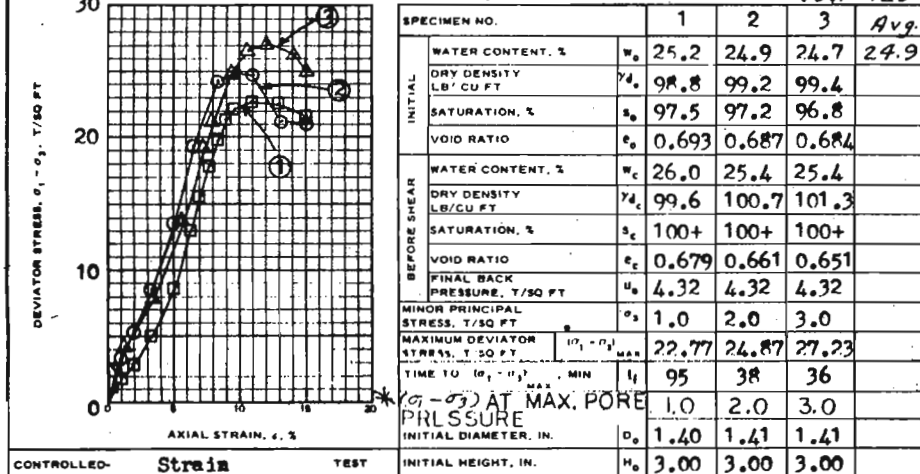 30
20
10
0
0 5 10 15 20
DEVIATOR STRESS, σ₁ - σ₃, T/SQ FT
AXIAL STRAIN, ε, %
③
②
①
CONTROLLED- Strain TEST
SPECIMEN NO. 1 2 3 Avg.
INITIAL
WATER CONTENT, % w₀ 25.2 24.9 24.7 24.9
DRY DENSITY LB/CU FT γd₀ 98.8 99.2 99.4
SATURATION, % s₀ 97.5 97.2 96.8
VOID RATIO e₀ 0.693 0.687 0.684
BEFORE SHEAR
WATER CONTENT, % wc 26.0 25.4 25.4
DRY DENSITY LB/CU FT γdc 99.6 100.7 101.3
SATURATION, % sc 100+ 100+ 100+
VOID RATIO ec 0.679 0.661 0.651
FINAL BACK PRESSURE, T/SQ FT u₀ 4.32 4.32 4.32
MINOR PRINCIPAL STRESS, T/SQ FT σ₃ 1.0 2.0 3.0
MAXIMUM DEVIATOR STRESS, T/SQ FT (σ₁ - σ₃) MAX 22.77 24.87 27.23
TIME TO (σ₁ - σ₃) MAX, MIN tf 95 38 36
*(σ₁-σ₃) AT MAX. PORE PRESSURE 1.0 2.0 3.0
INITIAL DIAMETER, IN. D₀ 1.40 1.41 1.41
INITIAL HEIGHT, IN. H₀ 3.00 3.00 3.00